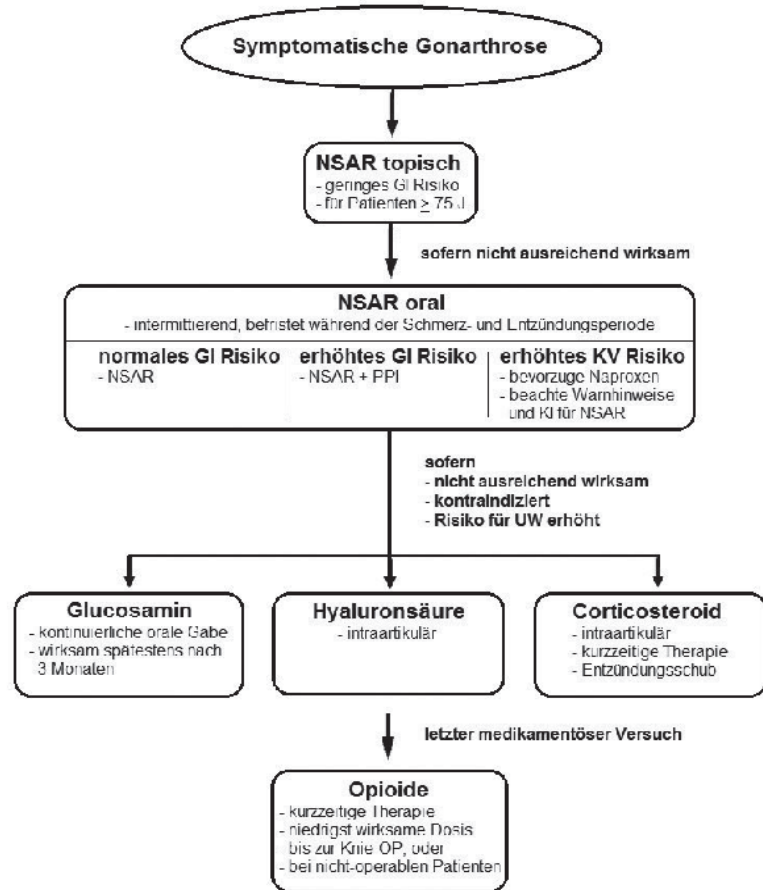 Symptomatische Gonarthrose
NSAR topisch
- geringes GI Risiko
- für Patienten ≥ 75 J
sofern nicht ausreichend wirksam
NSAR oral
- intermittierend, befristet während der Schmerz- und Entzündungsperiode
normales GI Risiko
- NSAR
erhöhtes GI Risiko
- NSAR + PPI
erhöhtes KV Risiko
- bevorzuge Naproxen
- beachte Warnhinweise
und KI für NSAR
sofern
- nicht ausreichend wirksam
- kontraindiziert
- Risiko für UW erhöht
Glucosamin
- kontinuierliche orale Gabe
- wirksam spätestens nach
3 Monaten
Hyaluronsäure
- intraartikulär
Corticosteroid
- intraartikulär
- kurzzeitige Therapie
- Entzündungsschub
letzter medikamentöser Versuch
Opioide
- kurzzeitige Therapie
- niedrigst wirksame Dosis
bis zur Knie OP, oder
- bei nicht-operablen Patienten